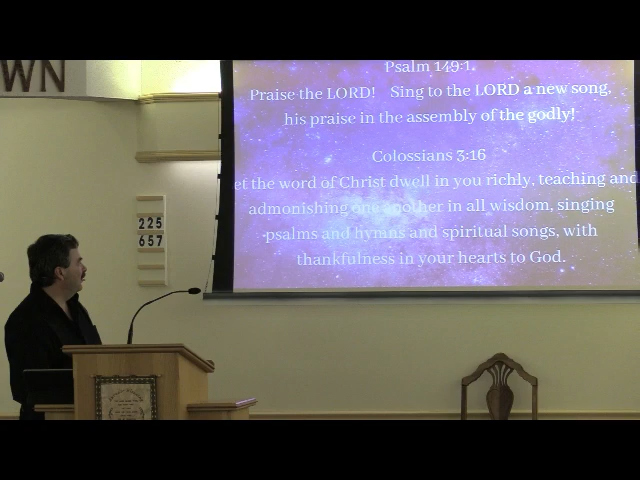 WN
Psalm 149:1
Praise the LORD! Sing to the LORD a new song,
his praise in the assembly of the godly!
Colossians 3:16
et the word of Christ dwell in you richly, teaching and
admonishing one another in all wisdom, singing
psalms and hymns and spiritual songs, with
thankfulness in your hearts to God.
225
657